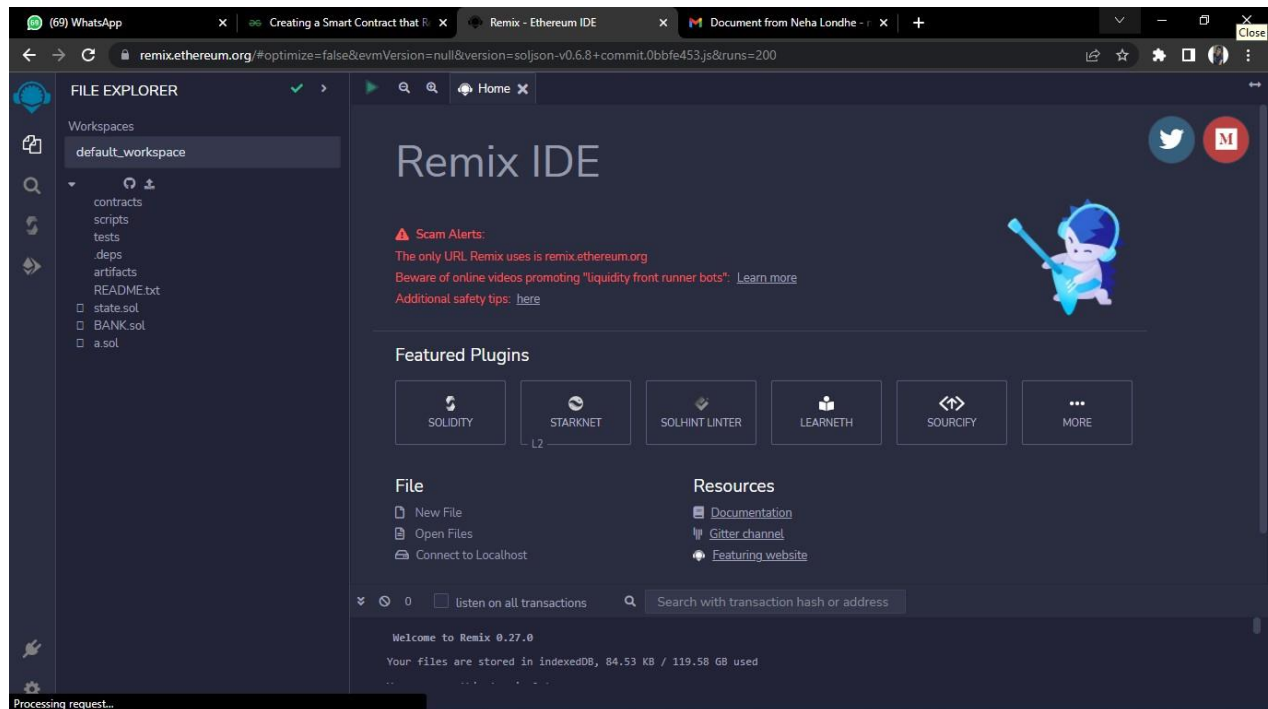 (69) WhatsApp
Creating a Smart Contract that R
Remix - Ethereum IDE
Document from Neha Londhe - r
Close
remix.ethereum.org/#optimize=false&evmVersion=null&version=soljson-v0.6.8+commit.0bbfe453.js&runs=200
FILE EXPLORER
Home
Workspaces
default_workspace
contracts
scripts
tests
.deps
artifacts
README.txt
state.sol
BANK.sol
a.sol
Remix IDE
M
Scam Alerts:
The only URL Remix uses is remix.ethereum.org
Beware of online videos promoting "liquidity front runner bots": Learn more
Additional safety tips: here
Featured Plugins
SOLIDITY
STARKNET
L2
SOLHINT LINTER
LEARNETH
SOURCIFY
MORE
File
New File
Open Files
Connect to Localhost
Resources
Documentation
Gitter channel
Featuring website
0 listen on all transactions Search with transaction hash or address
Welcome to Remix 0.27.0
Your files are stored in indexedDB, 84.53 KB / 119.58 GB used
Processing request...